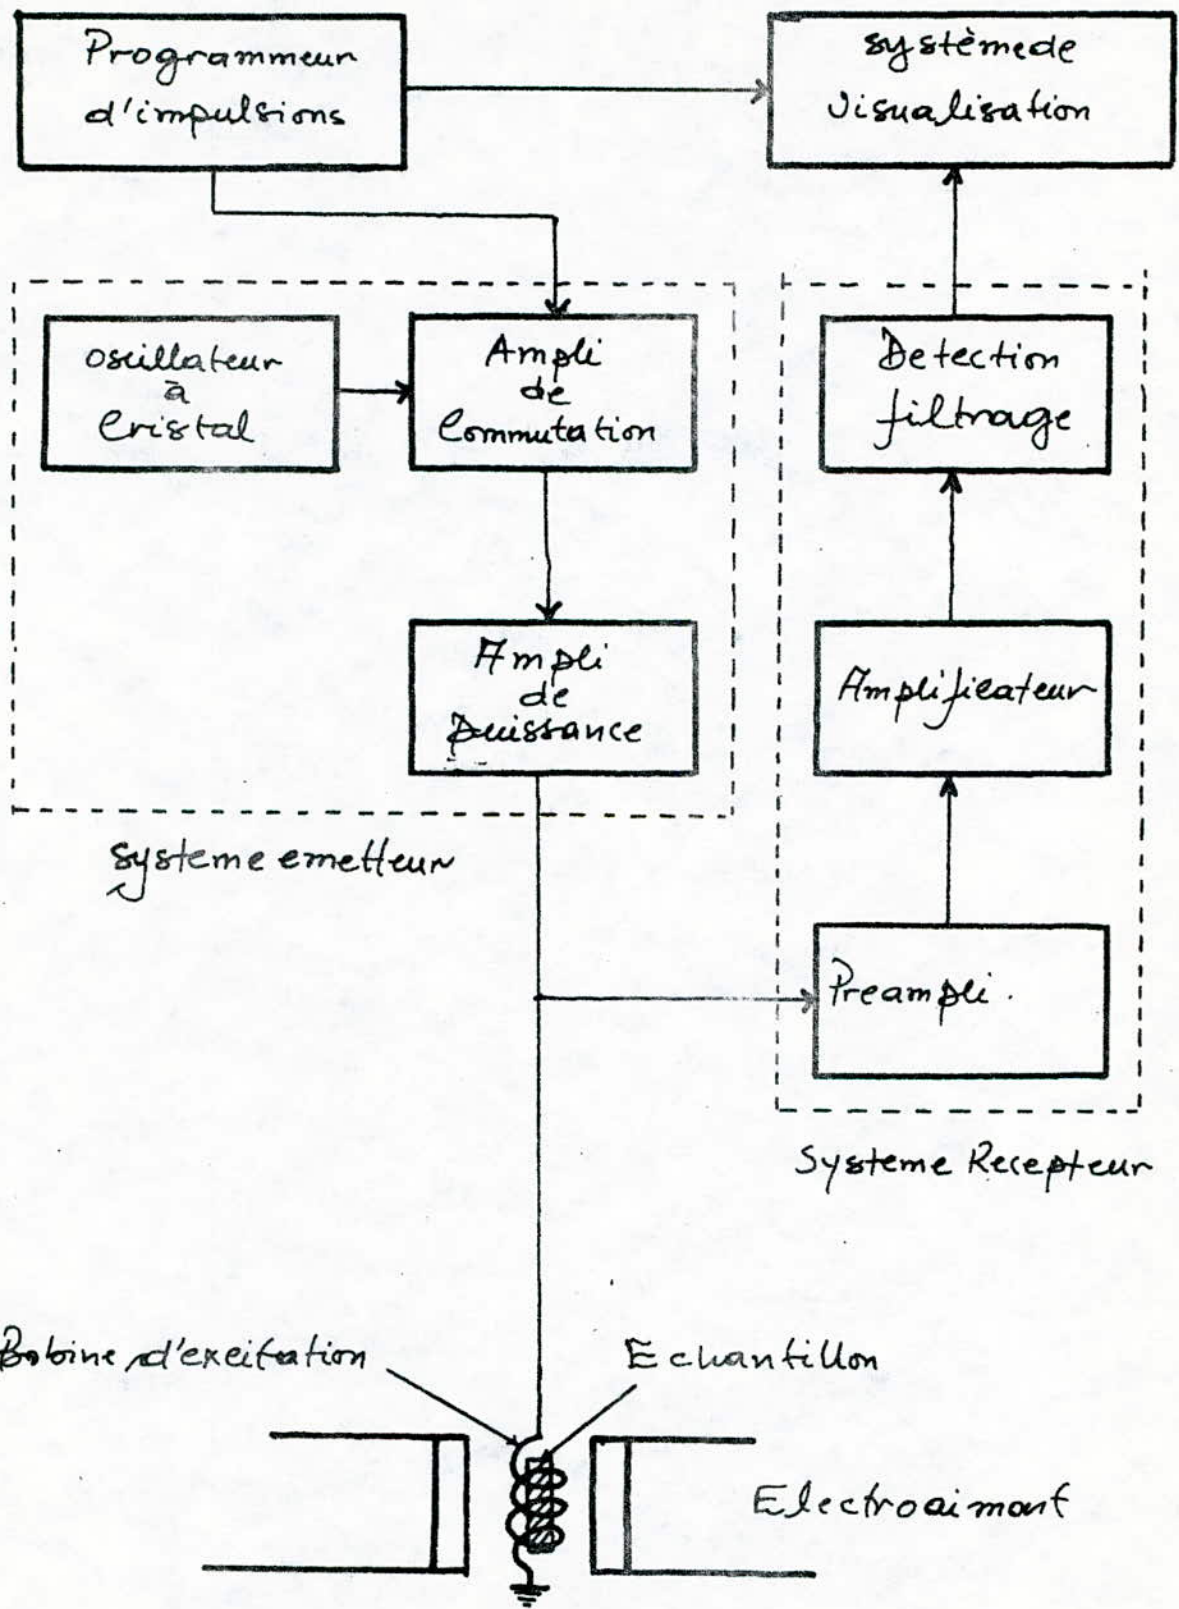 Programmeur
d'impulsions
systèmede
visualisation
oscillateur
à
Cristal
Ampli
de
Commutation
Detection
filtrage
Ampli
de
puissance
Amplificateur
systeme emetteur
Preampli.
Systeme Recepteur
Bobine d'exeitation
Echantillon
Electroaimant